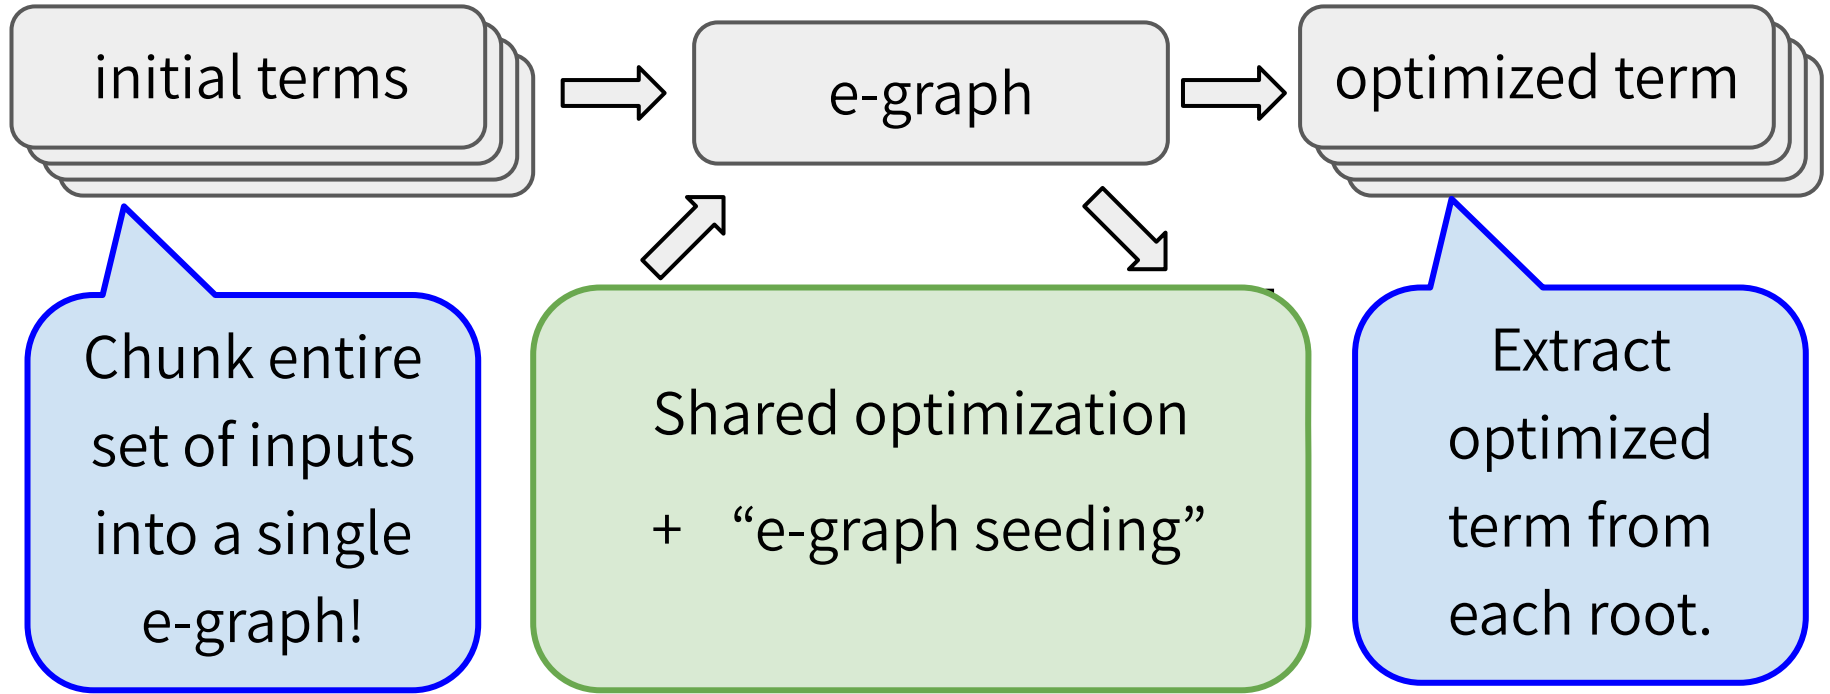 initial terms
e-graph
optimized term
Chunk entire
set of inputs
into a single
e-graph!
Shared optimization
+ “e-graph seeding”
Extract
optimized
term from
each root.